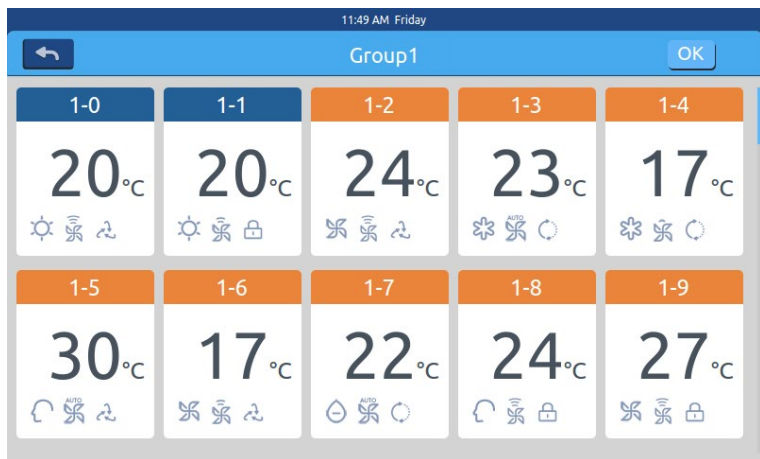 11:49 AM Friday
Group1
OK
1-0
1-1
1-2
1-3
1-4
20°C
20°C
24°C
23°C
17°C
AUTO
1-5
1-6
1-7
1-8
1-9
30°C
17°C
22°C
24°C
27°C
AUTO
AUTO